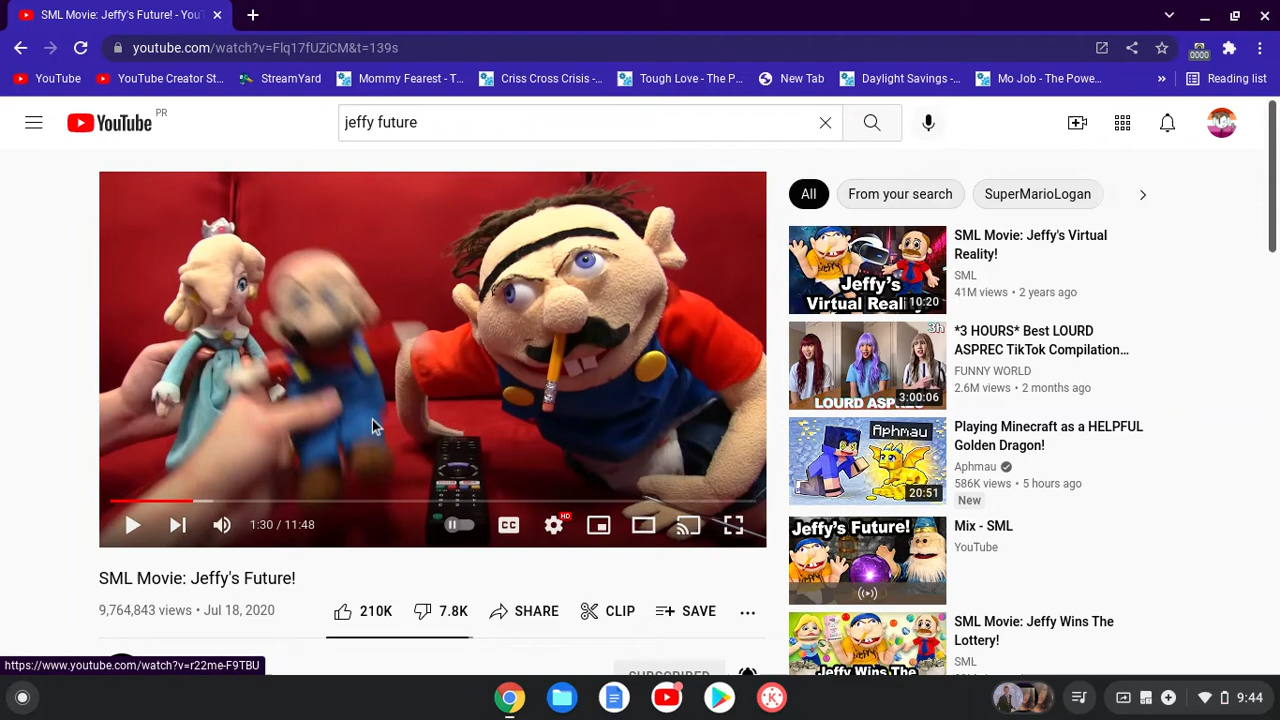 SML Movie: Jeffy's Future! - YouT
youtube.com/watch?v=Flq17fUZiCM&t=139s
0000
YouTube
YouTube Creator St...
StreamYard
Mommy Fearest - T...
Criss Cross Crisis -...
Tough Love - The P...
New Tab
Daylight Savings -...
Mo Job - The Powe...
»
Reading list
YouTube PR
jeffy future
All
From your search
SuperMarioLogan
Jeffy's
Virtual Reali
10:20
SML Movie: Jeffy's Virtual
Reality!
SML
41M views • 2 years ago
3h
LOURD ASPREC
3:00:06
*3 HOURS* Best LOURD
ASPREC TikTok Compilation...
FUNNY WORLD
2.6M views • 2 months ago
Aphmau
20:51
Playing Minecraft as a HELPFUL
Golden Dragon!
Aphmau
586K views • 5 hours ago
New
Jeffy's Future!
Mix - SML
YouTube
Jeffy Wins The
SML Movie: Jeffy Wins The
Lottery!
SML
1:30 / 11:48
CC
HD
SML Movie: Jeffy's Future!
9,764,843 views • Jul 18, 2020
210K
7.8K
SHARE
CLIP
SAVE
SUBSCRIBED
https://www.youtube.com/watch?v=r22me-F9TBU
9:44